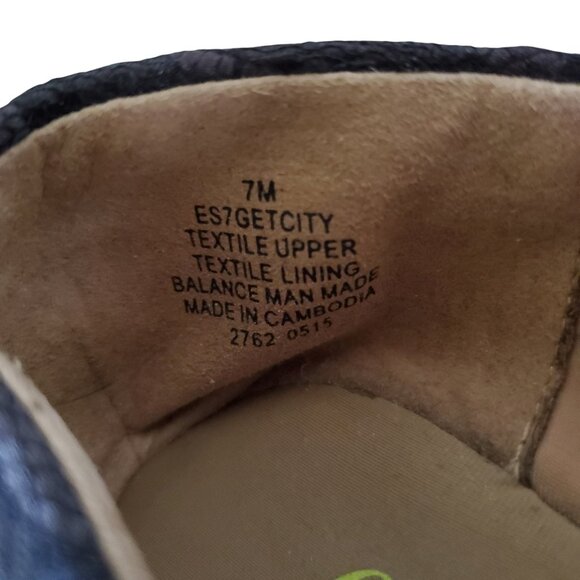 7M
ES7GETCITY
TEXTILE UPPER
TEXTILE LINING
BALANCE MAN MADE
MADE IN CAMBODIA
2762 0515